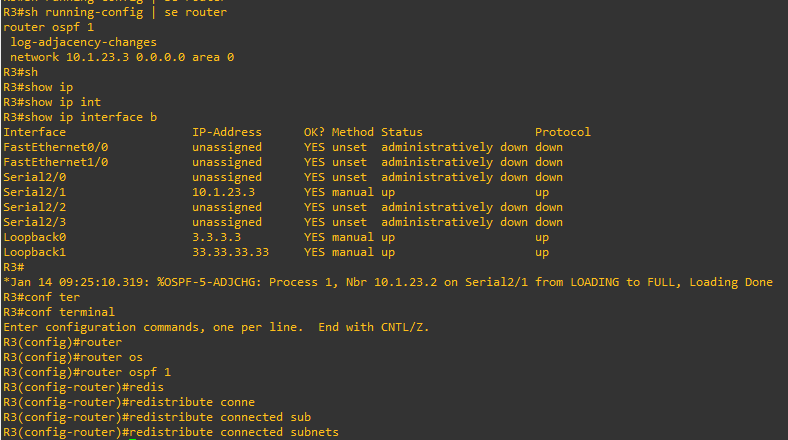 R3#sh running-config | se router
R3#sh running-config | se router
router ospf 1
 log-adjacency-changes
 network 10.1.23.3 0.0.0.0 area 0
R3#sh
R3#show ip
R3#show ip int
R3#show ip interface b
Interface                  IP-Address      OK? Method Status                Protocol
FastEthernet0/0            unassigned      YES unset  administratively down down
FastEthernet1/0            unassigned      YES unset  administratively down down
Serial2/0                  unassigned      YES unset  administratively down down
Serial2/1                  10.1.23.3       YES manual up                    up
Serial2/2                  unassigned      YES unset  administratively down down
Serial2/3                  unassigned      YES unset  administratively down down
Loopback0                  3.3.3.3         YES manual up                    up
Loopback1                  33.33.33.33     YES manual up                    up
R3#
*Jan 14 09:25:10.319: %OSPF-5-ADJCHG: Process 1, Nbr 10.1.23.2 on Serial2/1 from LOADING to FULL, Loading Done
R3#conf ter
R3#conf terminal
Enter configuration commands, one per line.  End with CNTL/Z.
R3(config)#router
R3(config)#router os
R3(config)#router ospf 1
R3(config-router)#redis
R3(config-router)#redistribute conne
R3(config-router)#redistribute connected sub
R3(config-router)#redistribute connected subnets